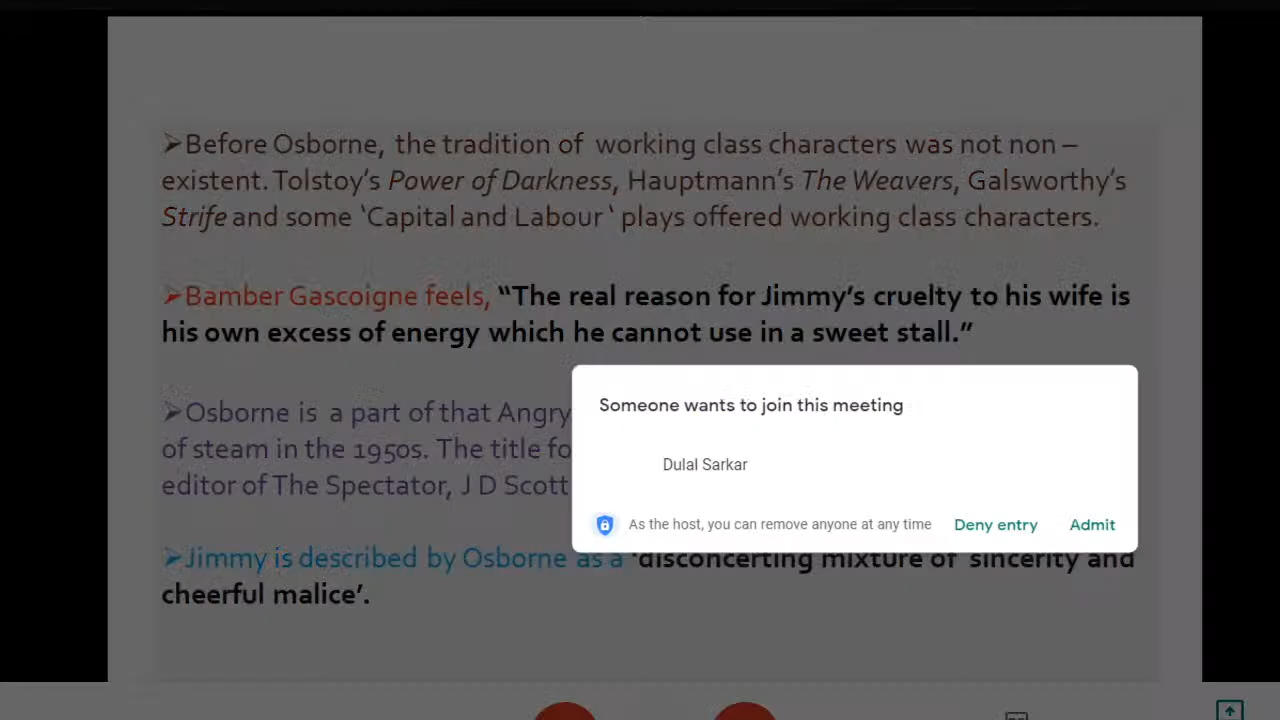 ➢Before Osborne, the tradition of working class characters was not non –
existent. Tolstoy's Power of Darkness, Hauptmann's The Weavers, Galsworthy's
Strife and some 'Capital and Labour ' plays offered working class characters.
➢Bamber Gascoigne feels, “The real reason for Jimmy's cruelty to his wife is
his own excess of energy which he cannot use in a sweet stall.”
➢Osborne is a part of that Angry
of steam in the 1950s. The title fo
editor of The Spectator, J D Scott
Someone wants to join this meeting
Dulal Sarkar
As the host, you can remove anyone at any time
Deny entry
Admit
➢Jimmy is described by Osborne as a 'disconcerting mixture of sincerity and
cheerful malice'.